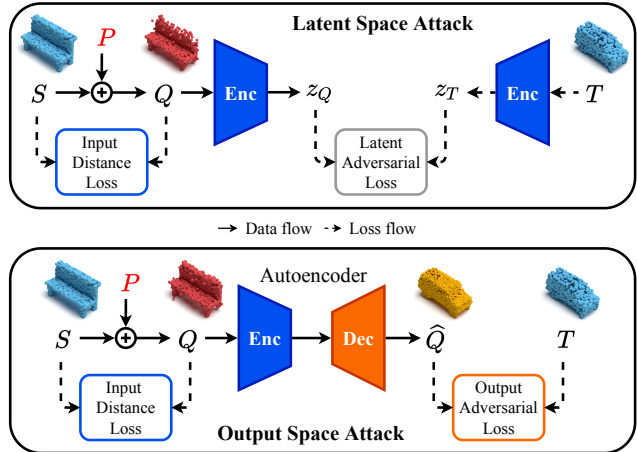 Latent Space Attack
P
S
Q
Enc
z_Q
z_T
Enc
T
Input
Distance
Loss
Latent
Adversarial
Loss
Data flow
Loss flow
Autoencoder
P
S
Q
Enc
Dec
Q̂
T
Input
Distance
Loss
Output
Adversarial
Loss
Output Space Attack